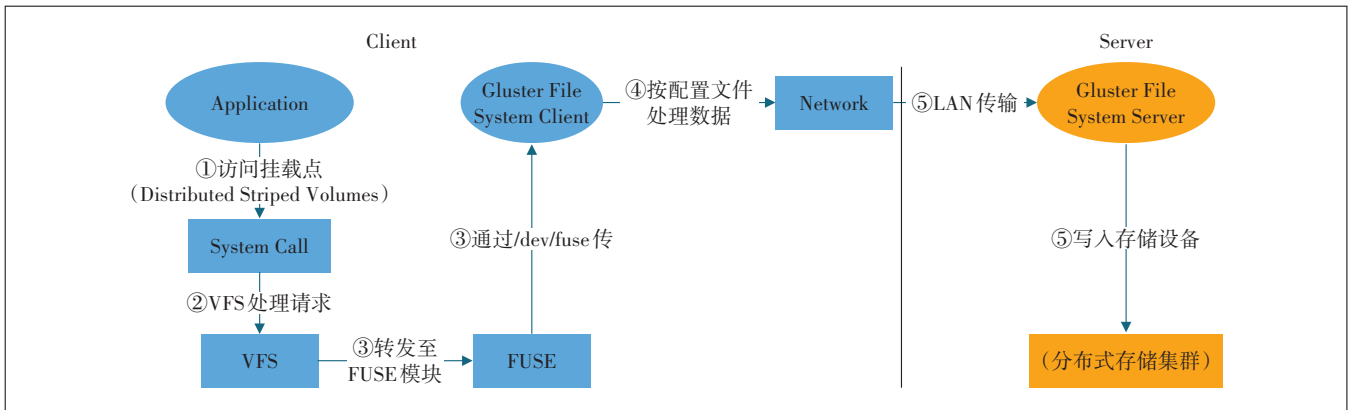 Client
Server
Application
①访问挂载点
（Distributed Striped Volumes）
System Call
②VFS处理请求
VFS
③转发至
FUSE模块
FUSE
③通过/dev/fuse传
Gluster File
System Client
④按配置文件
处理数据
Network
⑤LAN传输
Gluster File
System Server
⑤写入存储设备
（分布式存储集群）